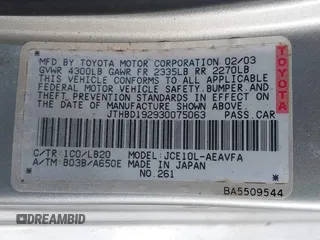 MFD BY TOYOTA MOTOR CORPORATION 02/03
GVWR 4300LB GAWR FR 2335LB RR 2270LB
THIS VEHICLE CONFORMS TO ALL APPLICABLE
FEDERAL MOTOR VEHICLE SAFETY, BUMPER
AND THEFT PREVENTION STANDARDS IN EFFECT
ON THE DATE OF MANUFACTURE SHOWN ABOVE.
JTHBD192930075063 PASS. CAR
TOYOTA
C/TR: 1C0/LB20 MODEL: JCE10L-AEAVFA
A/TM: B03B/A650E MADE IN JAPAN
NO. 261
BA5509544
DREAMBID